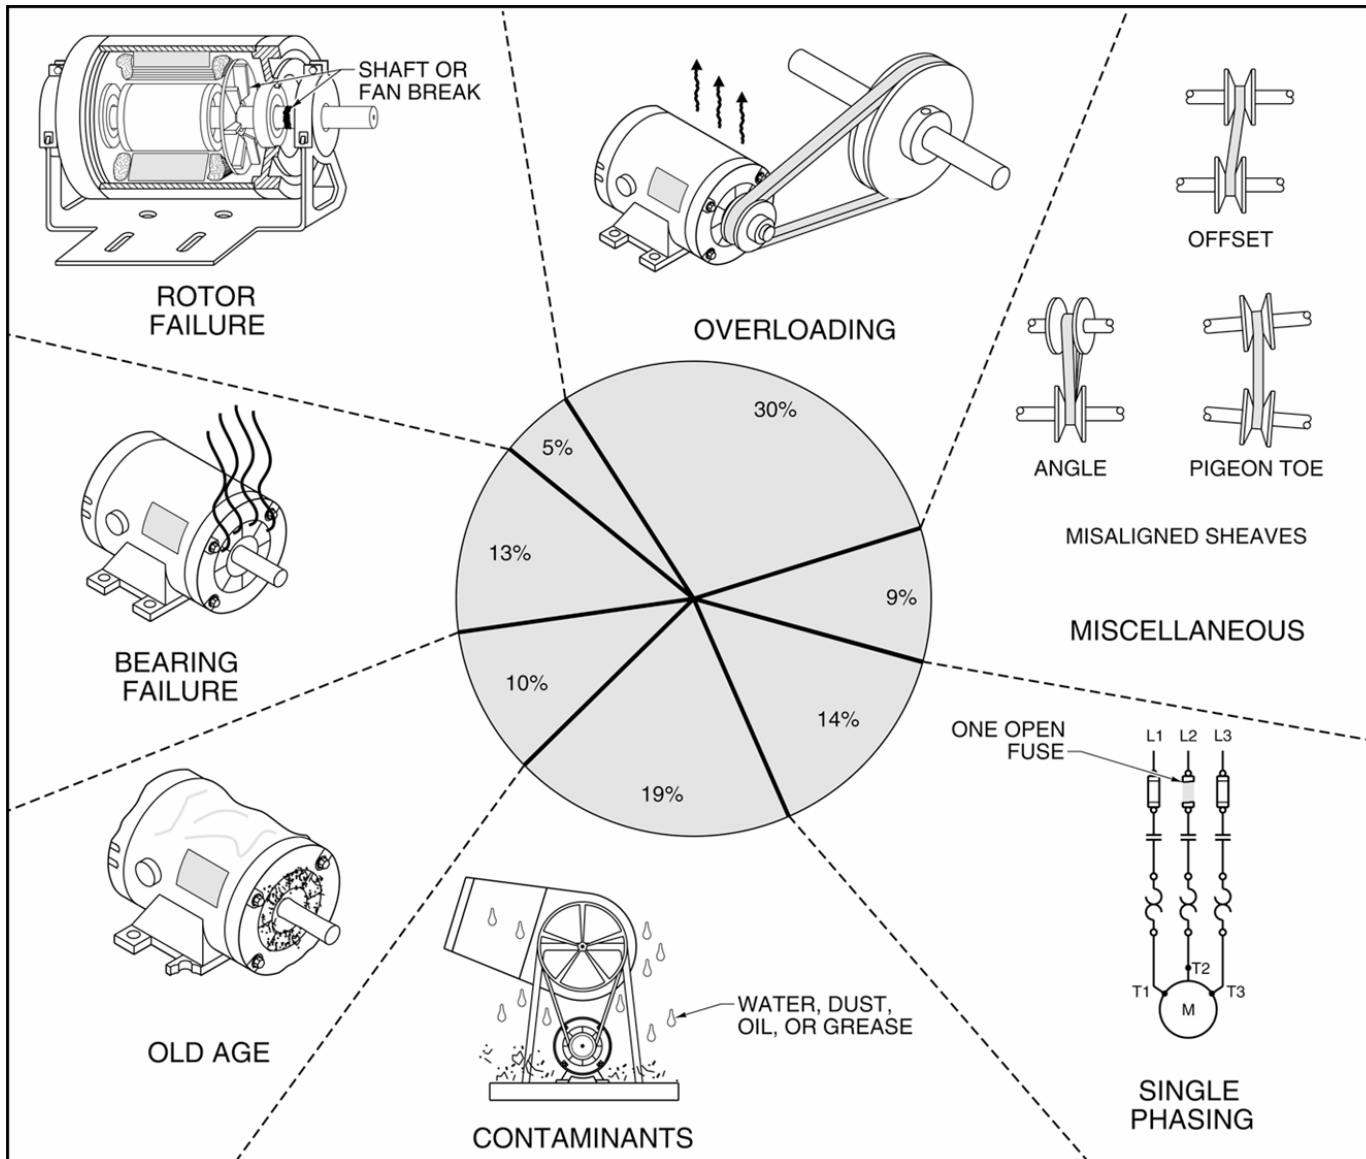 SHAFT OR
FAN BREAK
ROTOR
FAILURE
OVERLOADING
OFFSET
ANGLE
PIGEON TOE
MISALIGNED SHEAVES
MISCELLANEOUS
30%
5%
13%
9%
10%
14%
19%
BEARING
FAILURE
ONE OPEN
FUSE
L1 L2 L3
T2
T1 T3
M
SINGLE
PHASING
OLD AGE
WATER, DUST,
OIL, OR GREASE
CONTAMINANTS